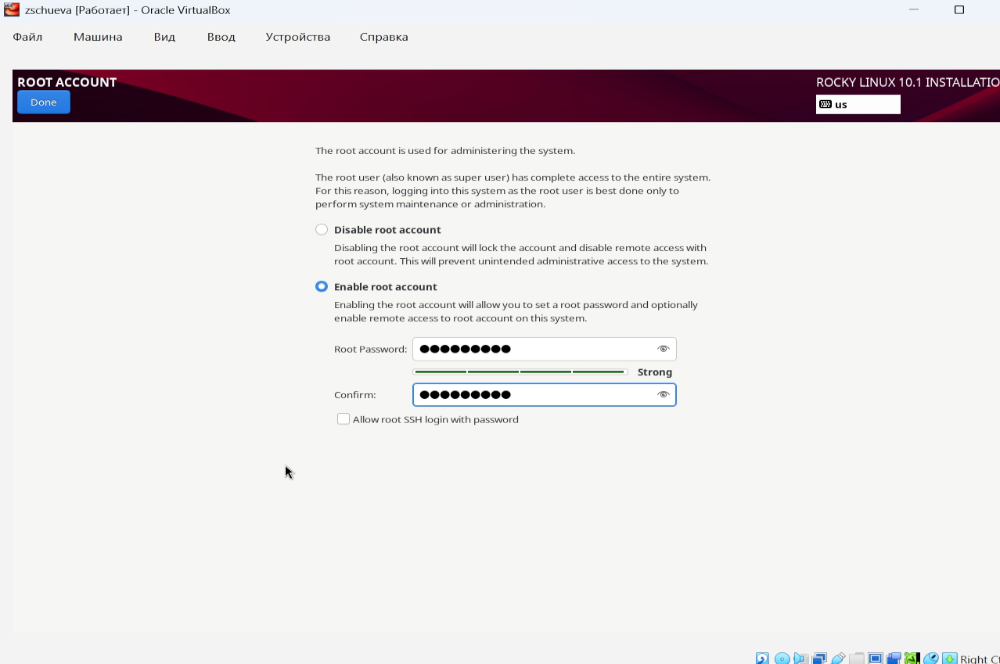 zschueva [Работает] - Oracle VirtualBox
Файл Машина Вид Ввод Устройства Справка
ROOT ACCOUNT
ROCKY LINUX 10.1 INSTALLATIO
Done
us
The root account is used for administering the system.
The root user (also known as super user) has complete access to the entire system.
For this reason, logging into this system as the root user is best done only to
perform system maintenance or administration.
Disable root account
Disabling the root account will lock the account and disable remote access with
root account. This will prevent unintended administrative access to the system.
Enable root account
Enabling the root account will allow you to set a root password and optionally
enable remote access to root account on this system.
Root Password: ●●●●●●●●●
Strong
Confirm: ●●●●●●●●●
Allow root SSH login with password
Right Ct